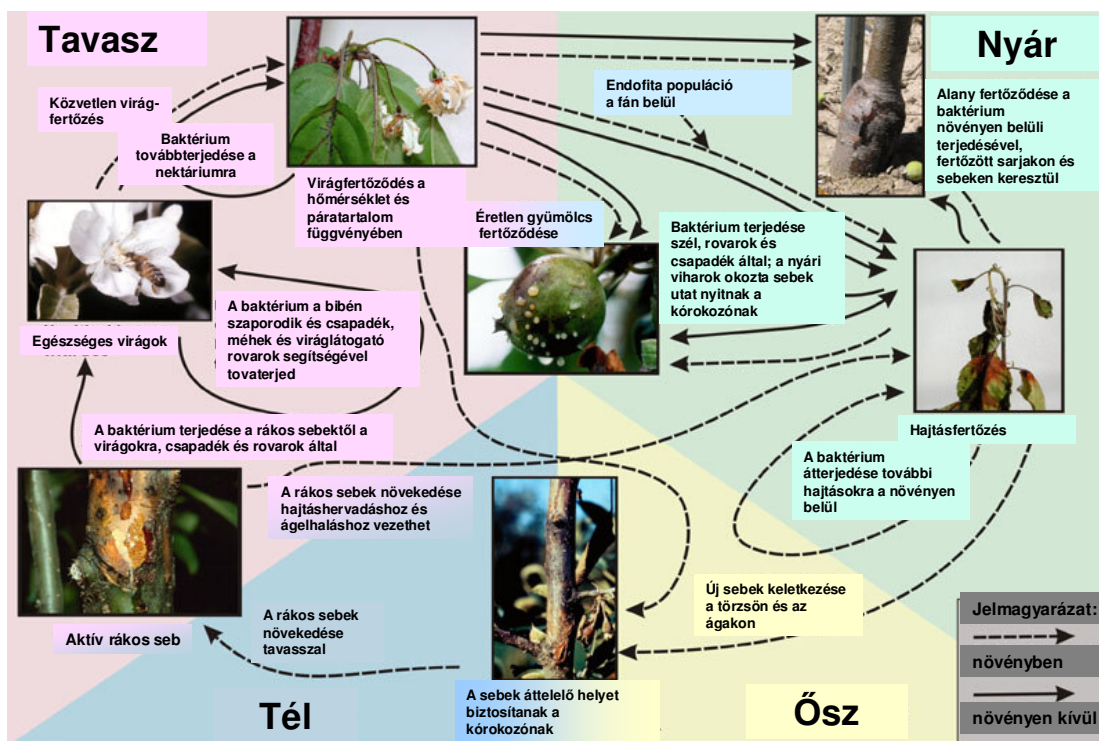 Tavasz
Nyár
Közvetlen virág-
fertőzés
Baktérium
továbbterjedése a
nektáriumra
Endofita populáció
a fán belül
Alany fertőződése a
baktérium
növényen belüli
terjedésével,
fertőzött sarjakon és
sebeken keresztül
Virágfertőződés a
hőmérséklet és
páratartalom
függvényében
Éretlen gyümölcs
fertőződése
Baktérium terjedése
szél, rovarok és
csapadék által; a nyári
viharok okozta sebek
utat nyitnak a
kórokozónak
Egészséges virágok
A baktérium a bibén
szaporodik és csapadék,
méhek és viráglátogató
rovarok segítségével
tovaterjed
A baktérium terjedése a rákos sebektől a
virágokra, csapadék és rovarok által
Hajtásfertőzés
A baktérium
átterjedése további
hajtásokra a növényen
belül
A rákos sebek növekedése
hajtáshervadáshoz és
ágelhaláshoz vezethet
Aktív rákos seb
A rákos sebek
növekedése
tavasszal
Új sebek keletkezése
a törzsön és az
ágakon
A sebek áttelelő helyet
biztosítanak a
kórokozónak
Tél
Ősz
Jelmagyarázat:
növényben
növényen kívül